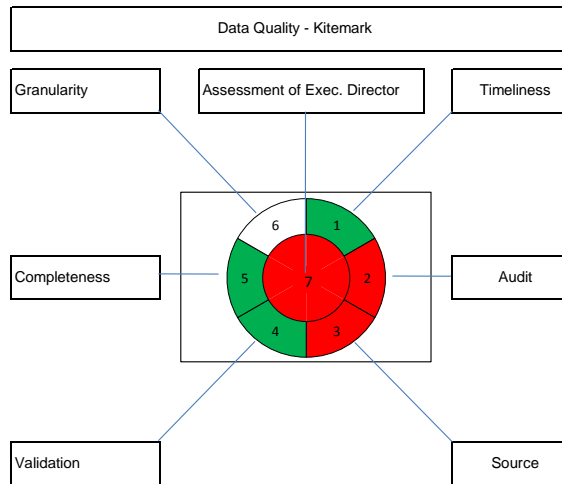 Data Quality - Kitemark
Granularity
Assessment of Exec. Director
Timeliness
6
1
Completeness
5
7
2
Audit
4
3
Validation
Source